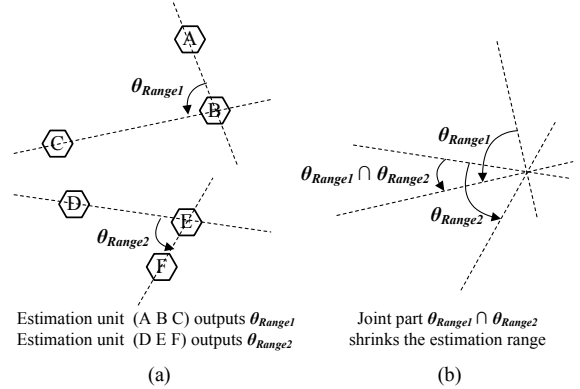 A
θRange1
B
C
D
θRange2
E
F
Estimation unit (A B C) outputs θRange1
Estimation unit (D E F) outputs θRange2
(a)
(b)
θRange1
θRange1 ∩ θRange2
θRange2
Joint part θRange1 ∩ θRange2
shrinks the estimation range
(b)